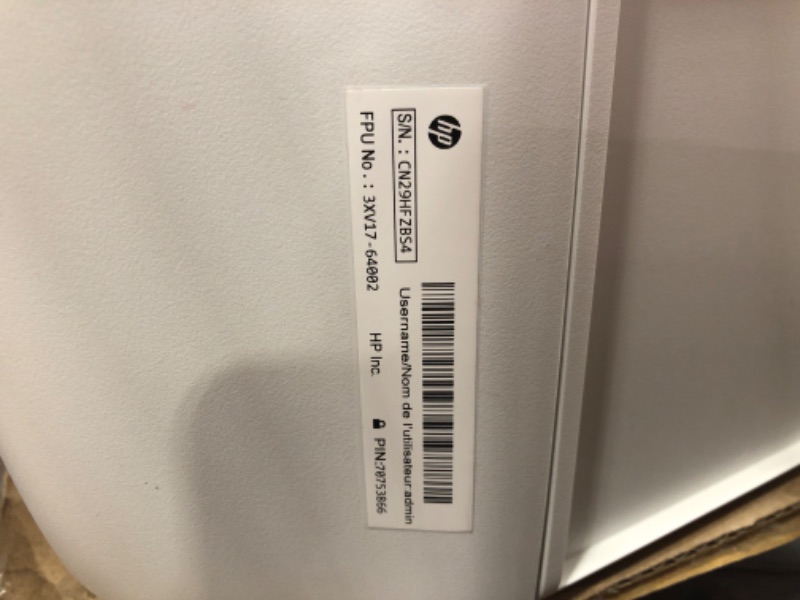 hp
S/N. : CN29HFZBS4
FPU No. : 3XV17-64002
Username/Nom de l'utilisateur:admin
HP Inc.
PIN:70753866